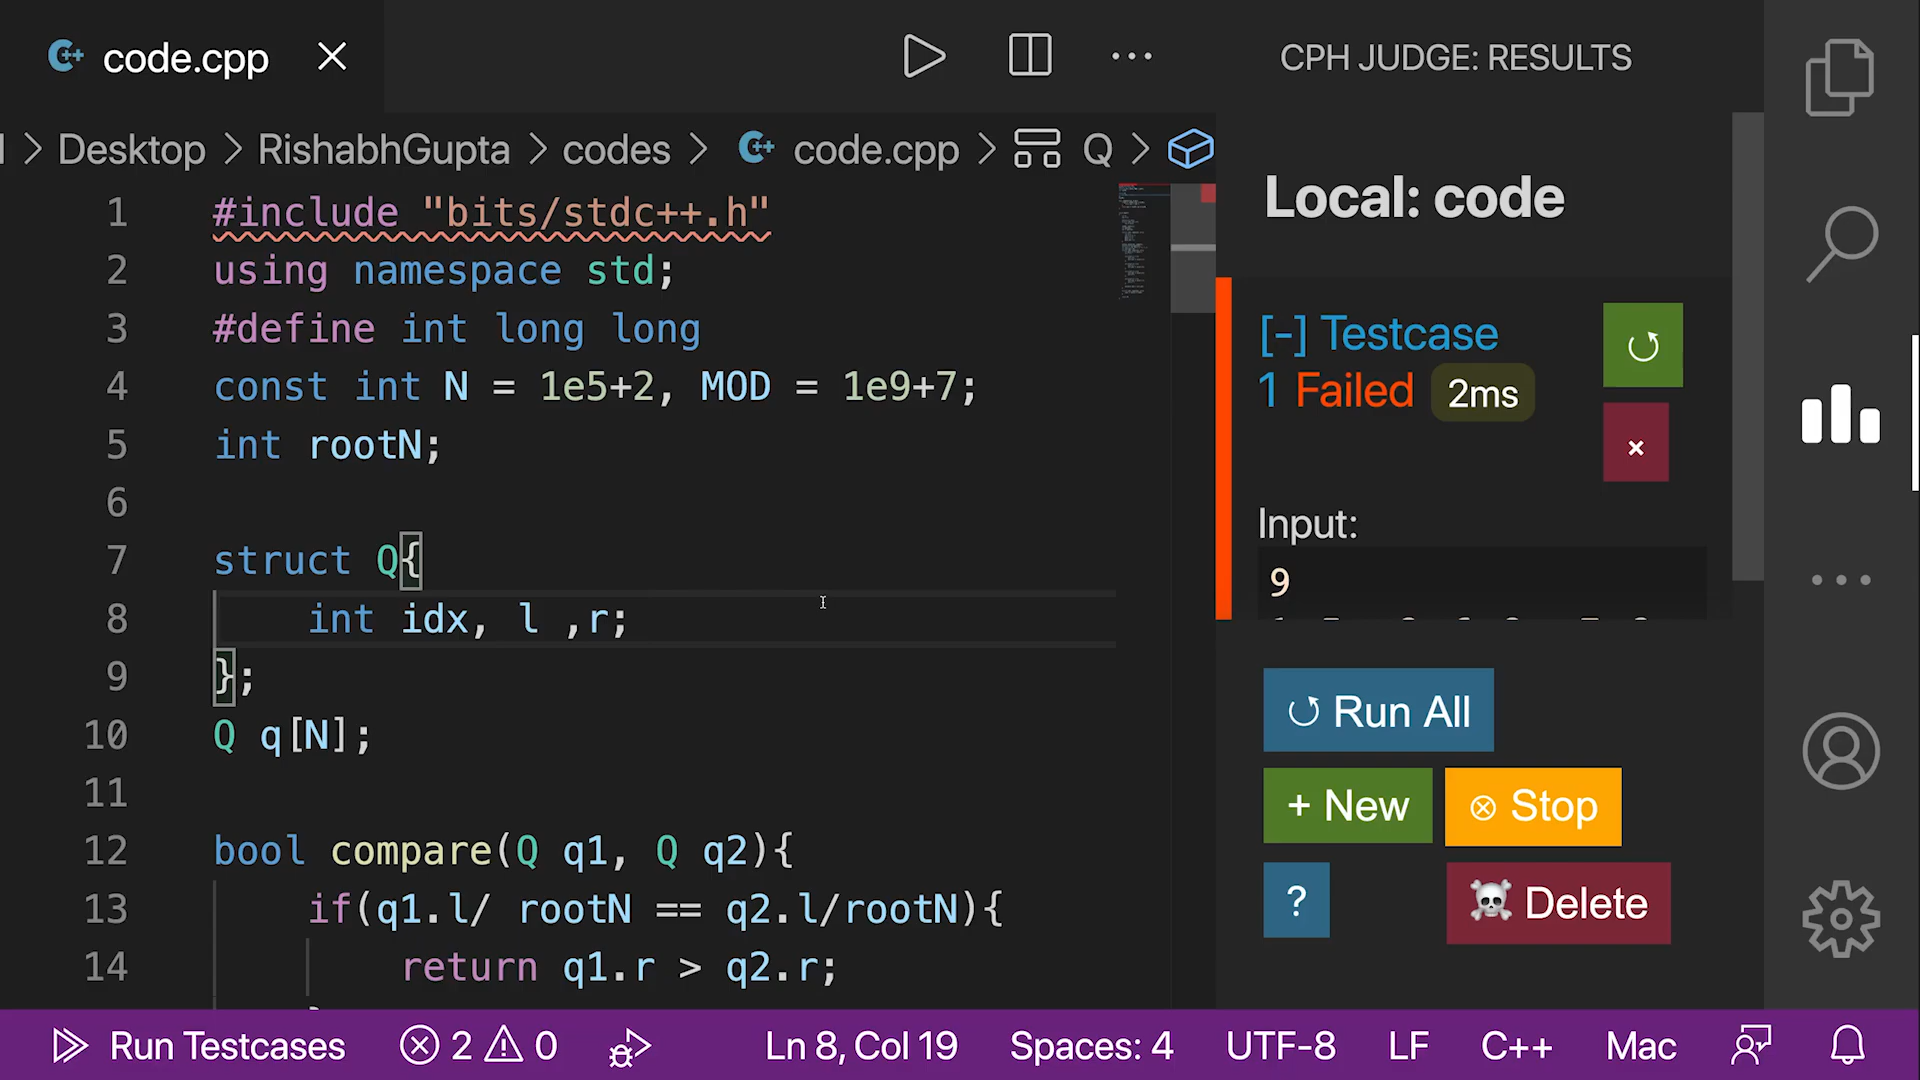 code.cpp
CPH JUDGE: RESULTS
Desktop > RishabhGupta > codes > code.cpp > Q >
1 #include "bits/stdc++.h"
2 using namespace std;
3 #define int long long
4 const int N = 1e5+2, MOD = 1e9+7;
5 int rootN;
6
7 struct Q{
8 int idx, l ,r;
9 };
10 Q q[N];
11
12 bool compare(Q q1, Q q2){
13 if(q1.l/ rootN == q2.l/rootN){
14 return q1.r > q2.r;
Local: code
[-] Testcase
1 Failed 2ms
×
Input:
9
Run All
+ New
Stop
?
Delete
Run Testcases 2 0 Ln 8, Col 19 Spaces: 4 UTF-8 LF C++ Mac